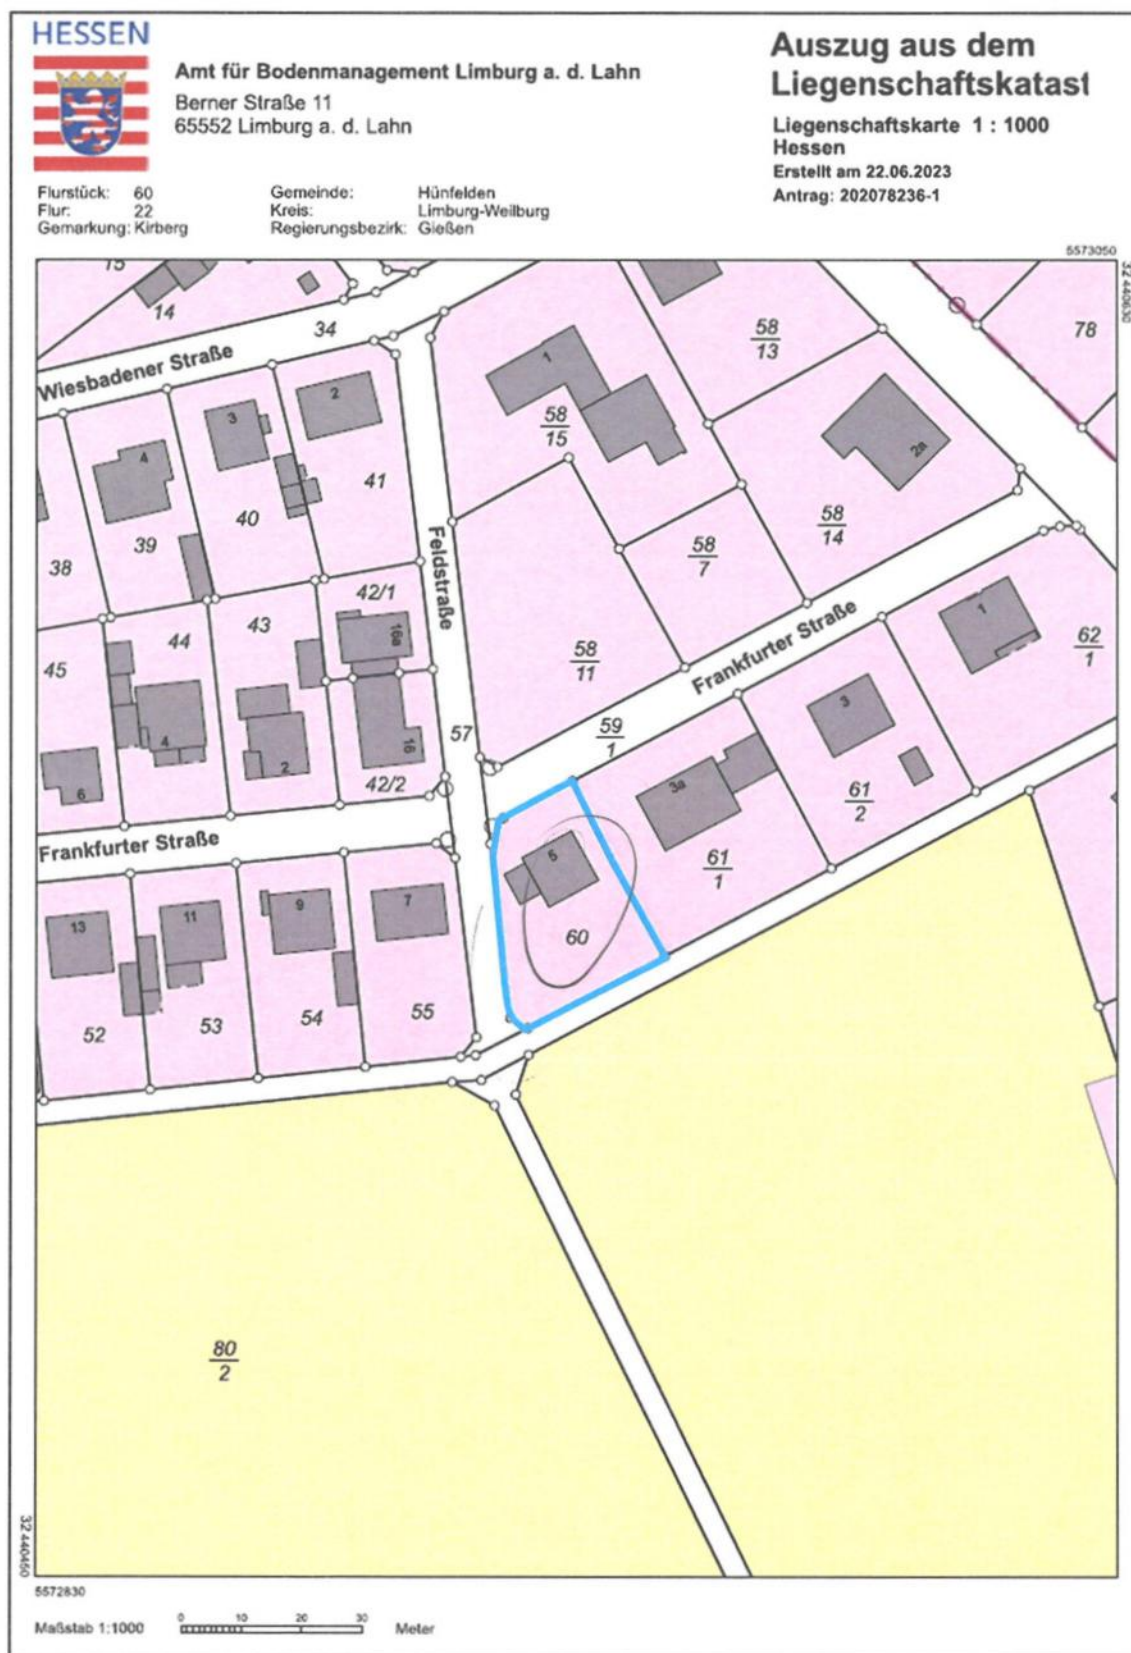 HESSEN
Amt für Bodenmanagement Limburg a. d. Lahn
Berner Straße 11
65552 Limburg a. d. Lahn
Auszug aus dem
Liegenschaftskatast
Liegenschaftskarte 1 : 1000
Hessen
Erstellt am 22.06.2023
Antrag: 202078236-1
Flurstück: 60
Flur: 22
Gemarkung: Kirberg
Gemeinde: Hünfelden
Kreis: Limburg-Weilburg
Regierungsbezirk: Gießen
5573050
32 440630
15
14
34
Wiesbadener Straße
58
13
78
1
2
3
4
58
15
2a
41
40
39
38
58
14
58
7
Feldstraße
42/1
16a
43
44
45
Frankfurter Straße
1
62
1
58
11
3
57
59
1
16
42/2
2
4
6
3a
61
2
Frankfurter Straße
5
61
1
60
7
9
11
13
55
54
53
52
80
2
32 440450
5572830
Maßstab 1:1000
0 10 20 30
Meter